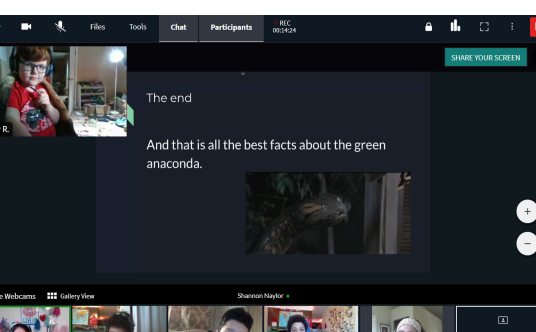 Files Tools Chat Participants REC
00:14:24
SHARE YOUR SCREEN
The end
And that is all the best facts about the green
anaconda.
R.
Webcams Gallery View Shannon Naylor